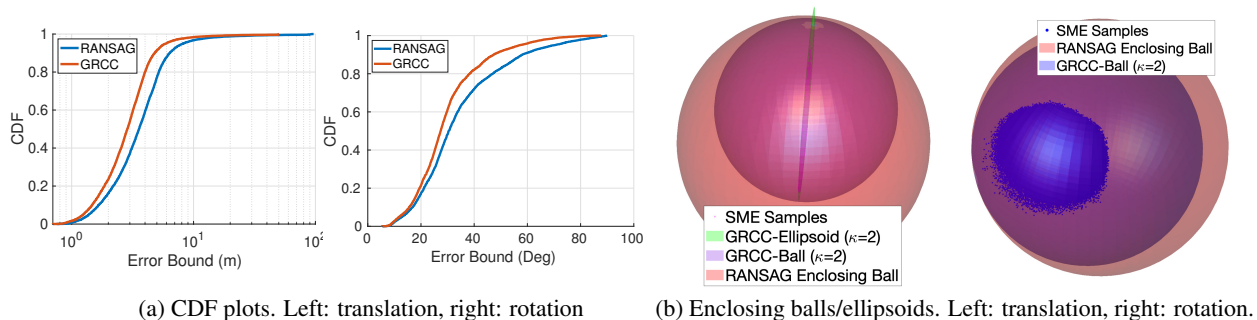 1
0.8
0.6
0.4
0.2
0
CDF
RANSAG
GRCC
10^0
10^1
Error Bound (m)
1
0.8
0.6
0.4
0.2
0
CDF
RANSAG
GRCC
0
20
40
60
80
100
Error Bound (Deg)
SME Samples
GRCC-Ellipsoid (κ=2)
GRCC-Ball (κ=2)
RANSAG Enclosing Ball
SME Samples
RANSAG Enclosing Ball
GRCC-Ball (κ=2)
(a) CDF plots. Left: translation, right: rotation
(b) Enclosing balls/ellipsoids. Left: translation, right: rotation.